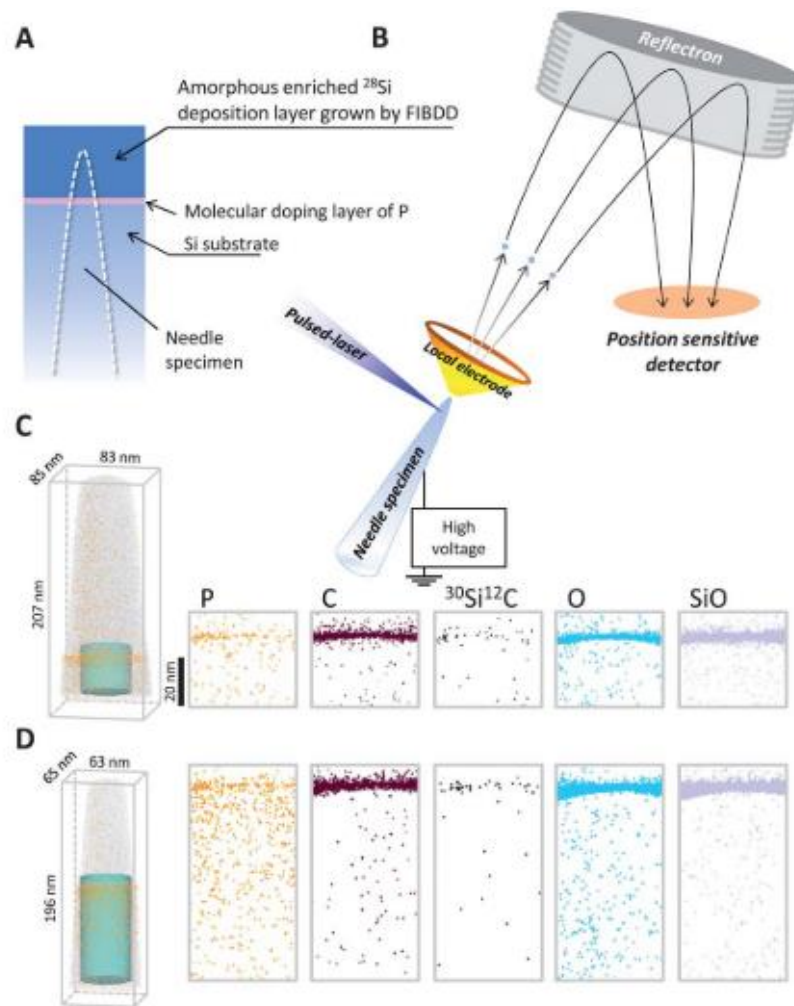 A
Amorphous enriched ²⁸Si
deposition layer grown by FIBDD
Molecular doping layer of P
Si substrate
Needle
specimen
B
Reflectron
Pulsed-laser
Local electrode
Position sensitive
detector
Needle specimen
High
voltage
C
85 nm
83 nm
207 nm
20 nm
P
C
³⁰Si¹²C
O
SiO
D
65 nm
63 nm
196 nm